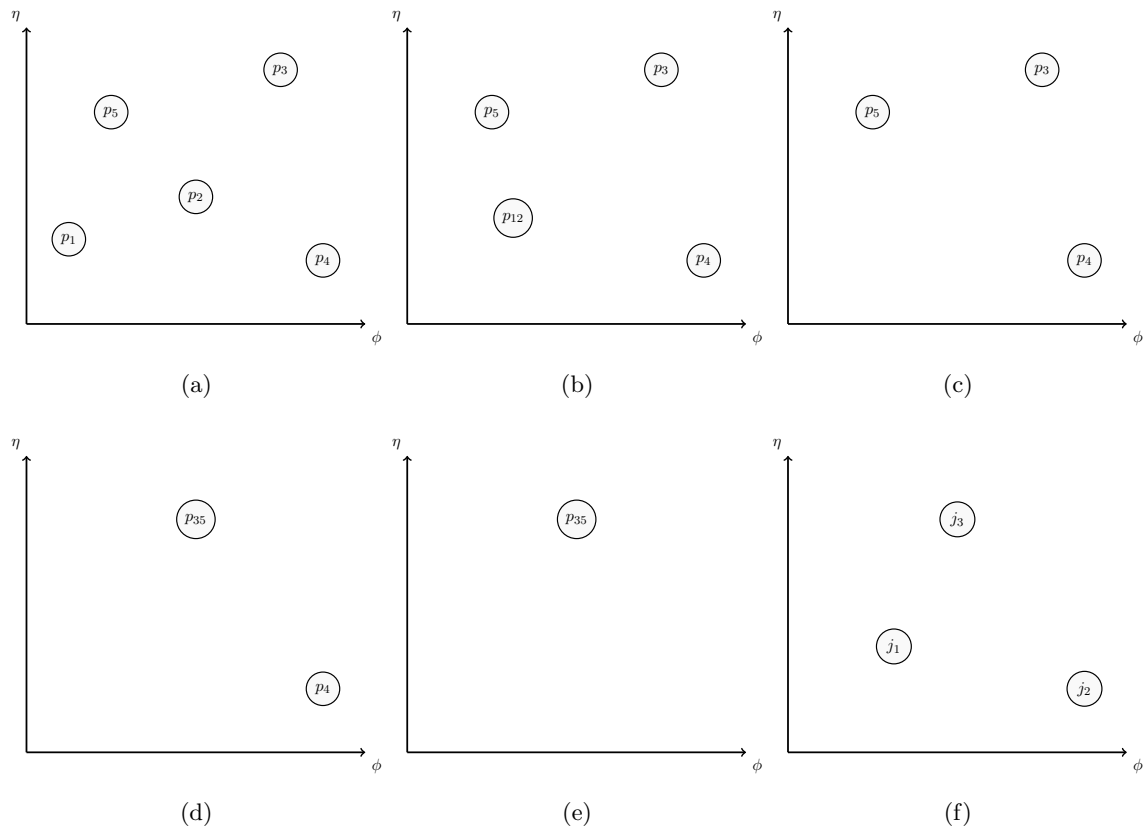 η
p₃
p₅
p₂
p₁
p₄
ϕ
(a)
η
p₃
p₅
p₁₂
p₄
ϕ
(b)
η
p₃
p₅
p₄
ϕ
(c)
η
p₃₅
p₄
ϕ
(d)
η
p₃₅
ϕ
(e)
η
j₃
j₁
j₂
ϕ
(f)